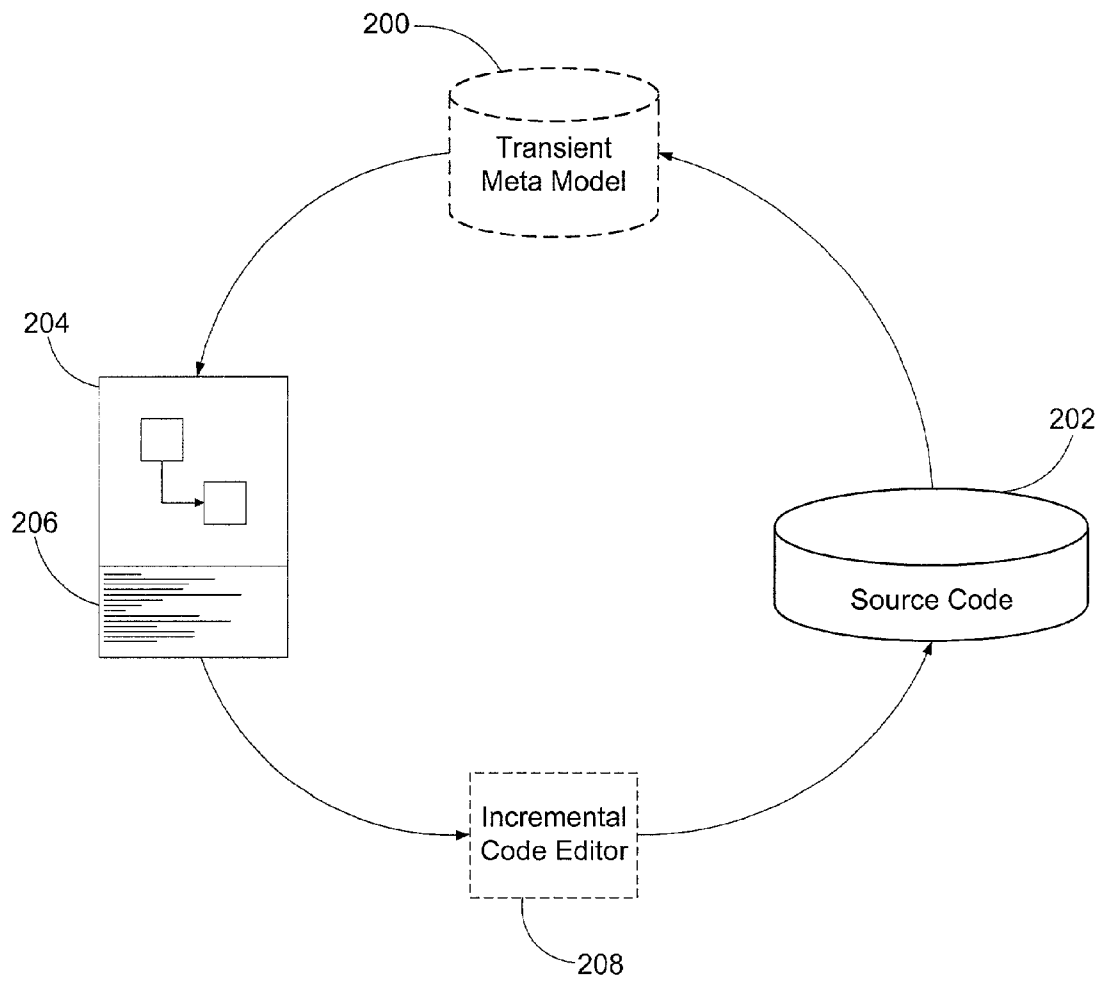 200
Transient
Meta Model
204
202
206
Source Code
Incremental
Code Editor
208